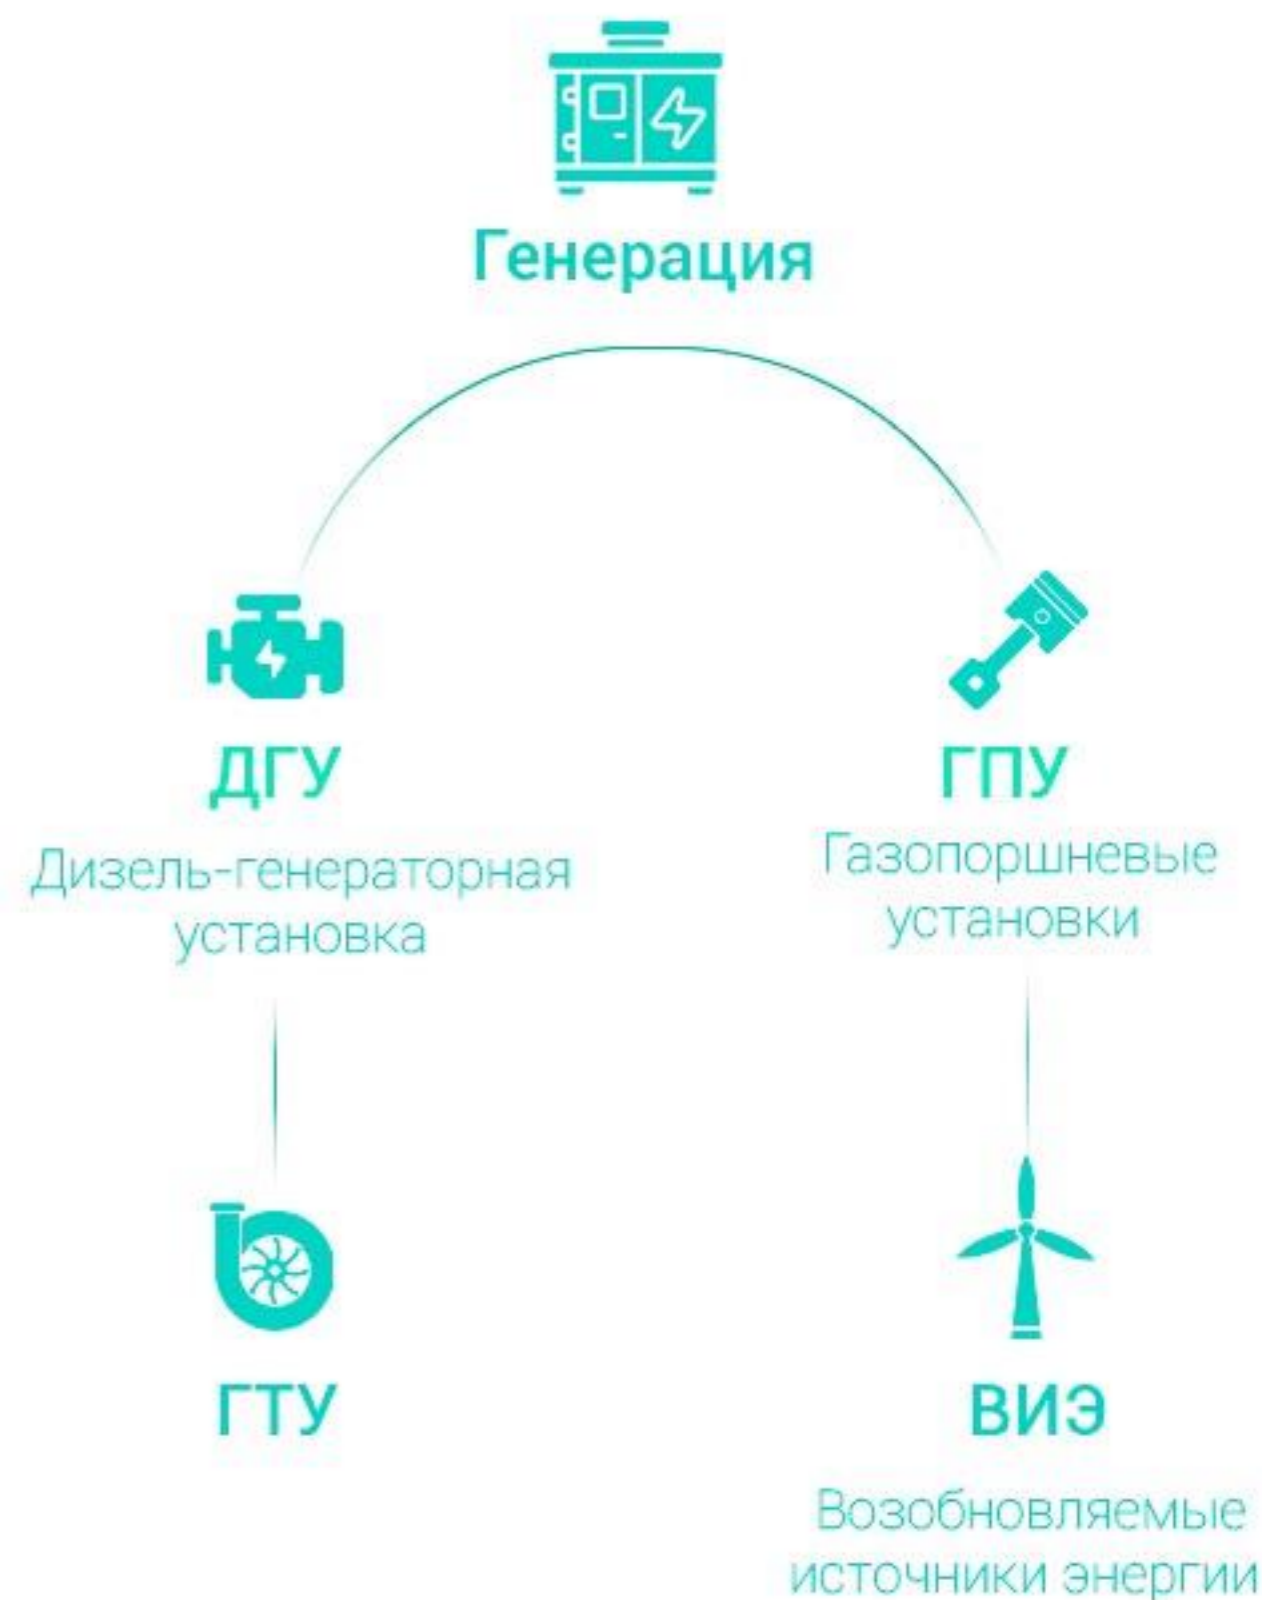 Генерация
ДГУ
Дизель-генераторная
установка
ГПУ
Газопоршневые
установки
ГТУ
ВИЭ
Возобновляемые
источники энергии